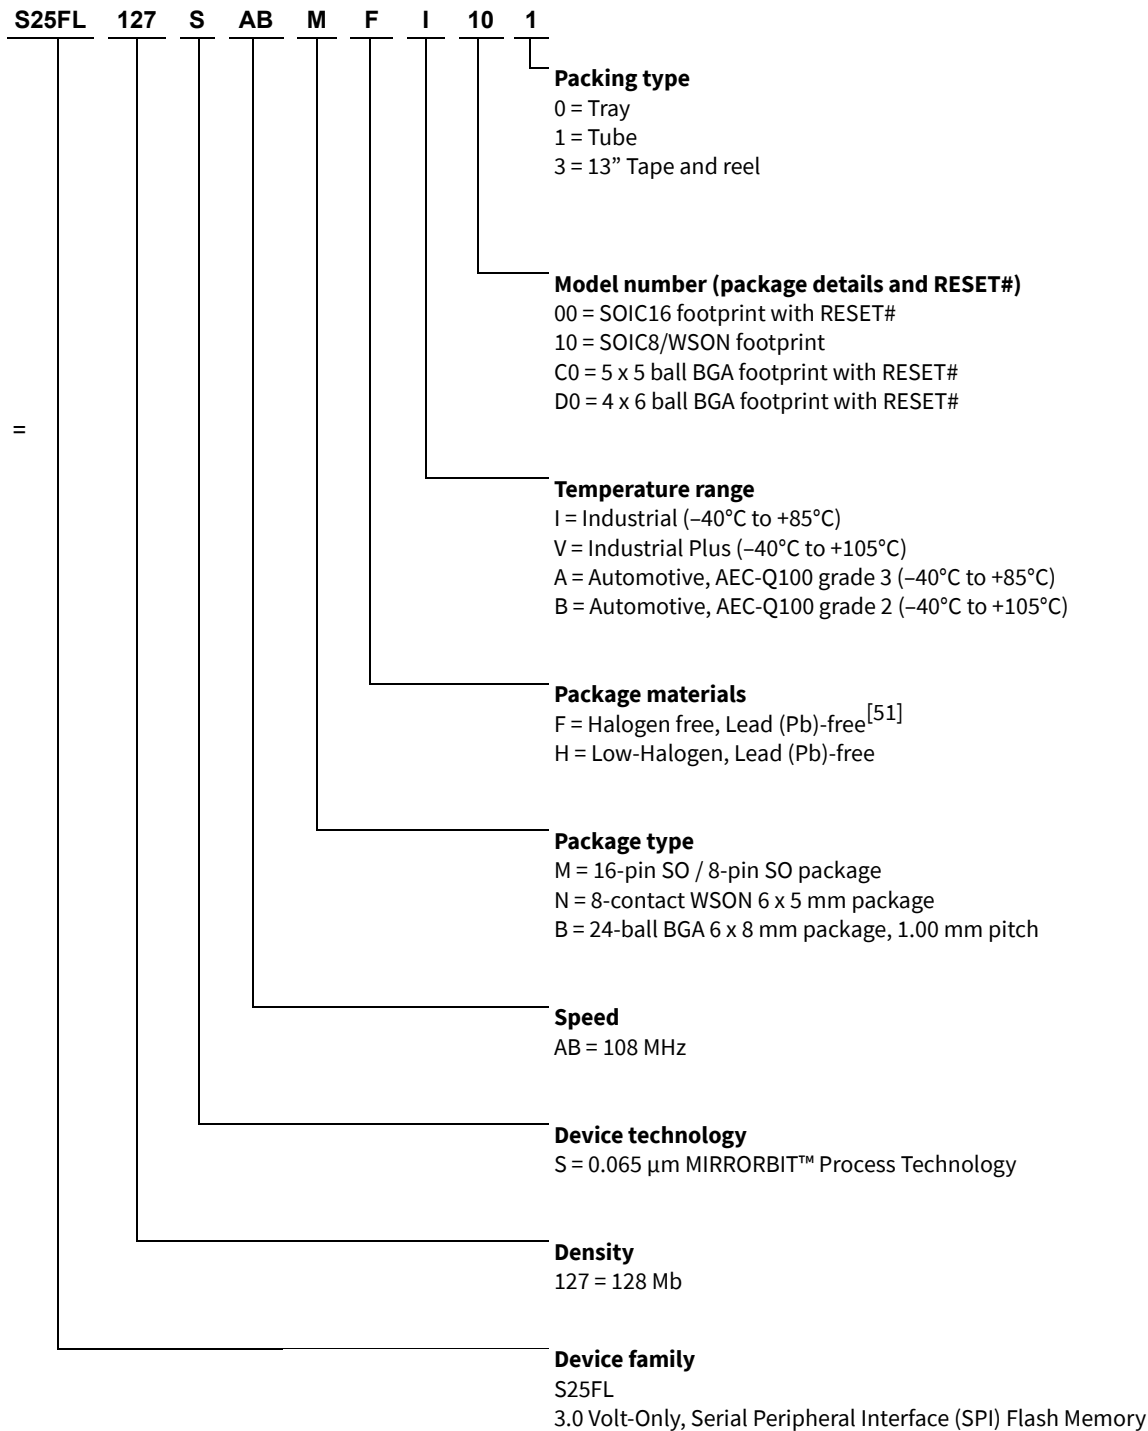 S25FL 127 S AB M F I 10 1
Packing type
0 = Tray
1 = Tube
3 = 13” Tape and reel
Model number (package details and RESET#)
00 = SOIC16 footprint with RESET#
10 = SOIC8/WSON footprint
C0 = 5 x 5 ball BGA footprint with RESET#
D0 = 4 x 6 ball BGA footprint with RESET#
=
Temperature range
I = Industrial (–40°C to +85°C)
V = Industrial Plus (–40°C to +105°C)
A = Automotive, AEC-Q100 grade 3 (–40°C to +85°C)
B = Automotive, AEC-Q100 grade 2 (–40°C to +105°C)
Package materials
F = Halogen free, Lead (Pb)-free[51]
H = Low-Halogen, Lead (Pb)-free
Package type
M = 16-pin SO / 8-pin SO package
N = 8-contact WSON 6 x 5 mm package
B = 24-ball BGA 6 x 8 mm package, 1.00 mm pitch
Speed
AB = 108 MHz
Device technology
S = 0.065 µm MIRRORBIT™ Process Technology
Density
127 = 128 Mb
Device family
S25FL
3.0 Volt-Only, Serial Peripheral Interface (SPI) Flash Memory